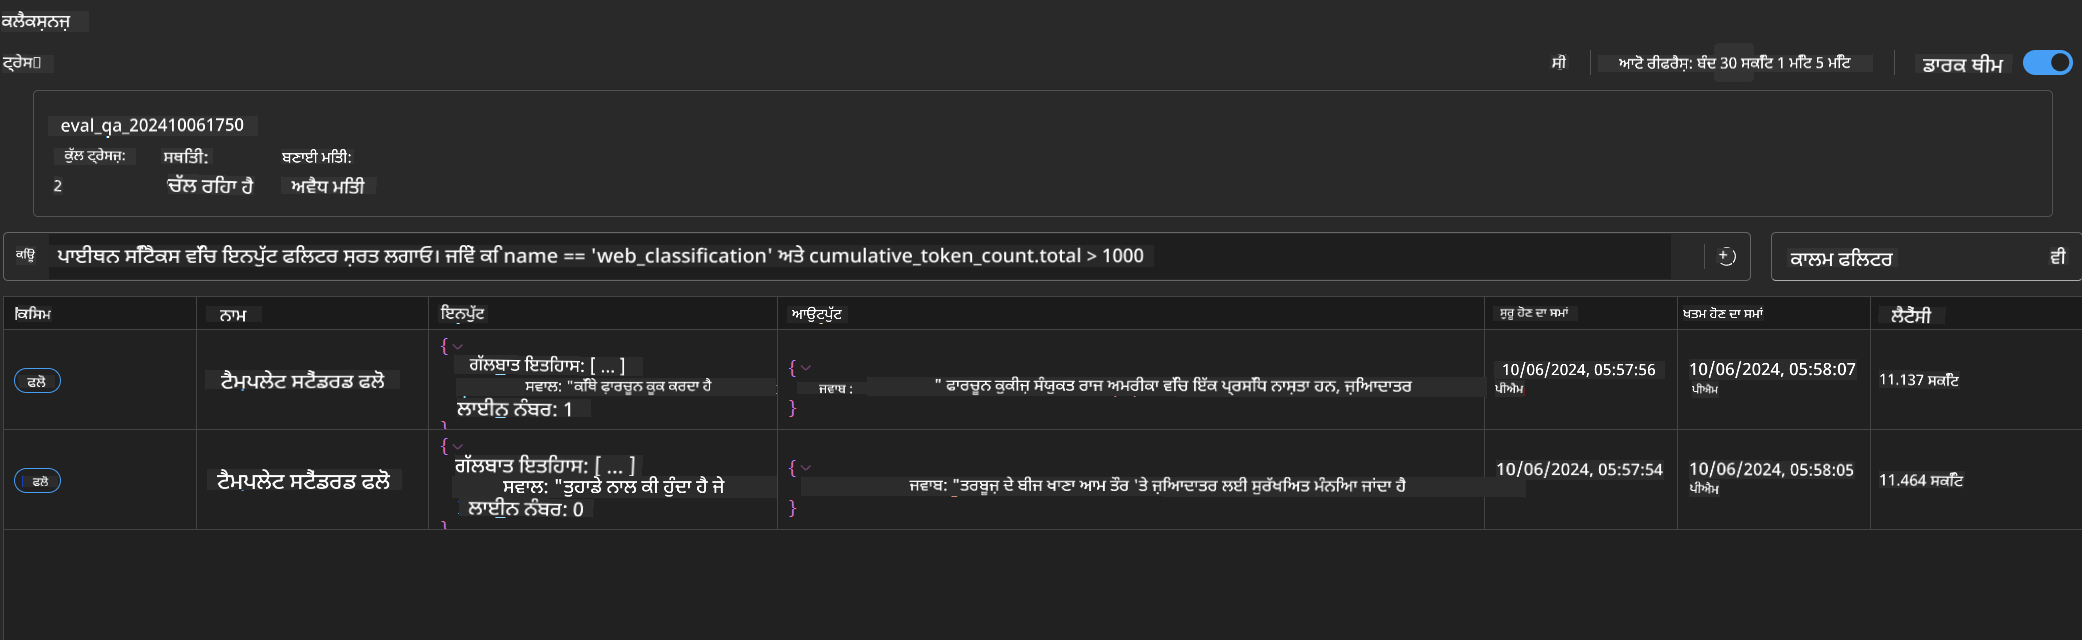 ਕਲੈਕਸ਼ਨਜ਼
ਟ੍ਰੇਸ
ਸੀ
ਆਟੋ ਰੀਫਰੈਸ਼: ਬੰਦ 30 ਸਕਿੰਟ 1 ਮਿੰਟ 5 ਮਿੰਟ
ਡਾਰਕ ਥੀਮ
eval_qa_202410061750
ਕੁੱਲ ਟ੍ਰੇਸਜ਼: ਸਥਿਤੀ: ਬਣਾਈ ਮਿਤੀ:
2 ਚੱਲ ਰਿਹਾ ਹੈ ਅਵੈਧ ਮਿਤੀ
ਪਾਈਥਨ ਸਿੰਟੈਕਸ ਵਿੱਚ ਇਨਪੁੱਟ ਫਿਲਟਰ ਸ਼ਰਤ ਲਗਾਓ। ਜਿਵੇਂ ਕਿ name == 'web_classification' ਅਤੇ cumulative_token_count.total > 1000
ਕਾਲਮ ਫਿਲਟਰ ਵੀ
ਕਿਸਮ ਨਾਮ ਇਨਪੁੱਟ ਆਉਟਪੁੱਟ ਸ਼ੁਰੂ ਹੋਣ ਦਾ ਸਮਾਂ ਖਤਮ ਹੋਣ ਦਾ ਸਮਾਂ ਲੈਟੈਂਸੀ
ਫਲੋ
ਟੈਮਪਲੇਟ ਸਟੈਂਡਰਡ ਫਲੋ
{
ਗੱਲਬਾਤ ਇਤਿਹਾਸ: [ ... ]
ਸਵਾਲ: "ਕਾਂਬੇ ਫ਼ਾਰਚੂਨ ਕੂਕ ਕਰਦਾ ਹੈ
ਲਾਈਨ ਨੰਬਰ: 1
}
{
ਜਵਾਬ : " ਫਾਰਚੂਨ ਕੁਕੀਜ਼ ਸੰਯੁਕਤ ਰਾਜ ਅਮਰੀਕਾ ਵਿੱਚ ਇੱਕ ਪ੍ਰਸਿੱਧ ਨਾਸ਼ਤਾ ਹਨ, ਜ਼ਿਆਦਾਤਰ
}
10/06/2024, 05:57:56
ਪੀਐਮ
10/06/2024, 05:58:07
ਪੀਐਮ
11.137 ਸਕਿੰਟ
ਫਲੋ
ਟੈਮਪਲੇਟ ਸਟੈਂਡਰਡ ਫਲੋ
{
ਗੱਲਬਾਤ ਇਤਿਹਾਸ: [ ... ]
ਸਵਾਲ: "ਤੁਹਾਡੇ ਨਾਲ ਕੀ ਹੁੰਦਾ ਹੈ ਜੇ
ਲਾਈਨ ਨੰਬਰ: 0
}
{
ਜਵਾਬ: "ਤਰਬੂਜ਼ ਦੇ ਬੀਜ ਖਾਣਾ ਆਮ ਤੌਰ 'ਤੇ ਜ਼ਿਆਦਾਤਰ ਲਈ ਸੁਰੱਖਿਅਤ ਮੰਨਿਆ ਜਾਂਦਾ ਹੈ
}
10/06/2024, 05:57:54
10/06/2024, 05:58:05
ਪੀਐਮ
11.464 ਸਕਿੰਟ